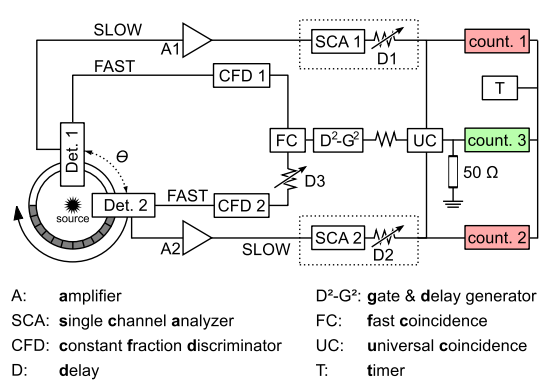 SLOW
A1
SCA 1
D1
count. 1
FAST
CFD 1
T
Det. 1
Θ
FC
D²-G²
UC
count. 3
50 Ω
D3
source
Det. 2
FAST
CFD 2
A2
SLOW
SCA 2
D2
count. 2
A: amplifier
SCA: single channel analyzer
CFD: constant fraction discriminator
D: delay
D²-G²: gate & delay generator
FC: fast coincidence
UC: universal coincidence
T: timer